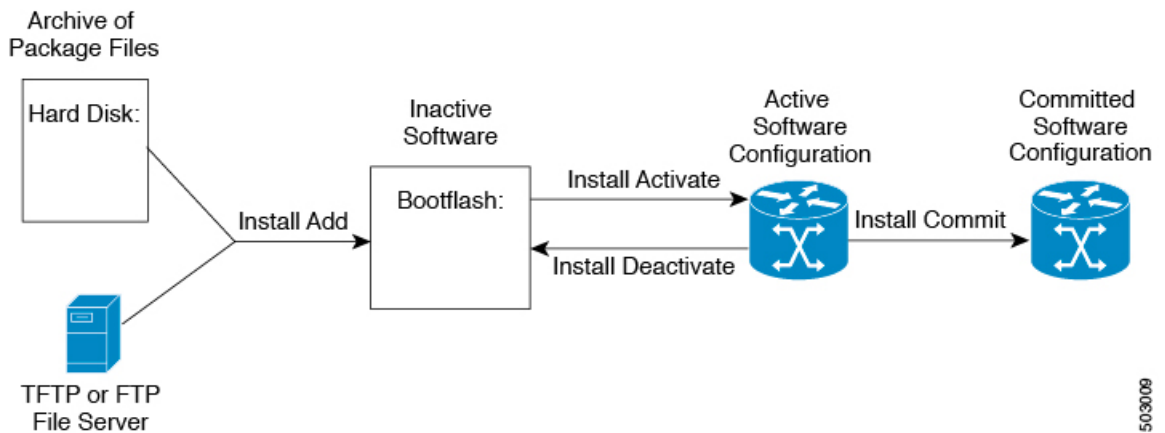 Archive of
Package Files
Hard Disk:
TFTP or FTP
File Server
Install Add
Inactive
Software
Bootflash:
Install Activate
Install Deactivate
Active
Software
Configuration
Install Commit
Committed
Software
Configuration
503009